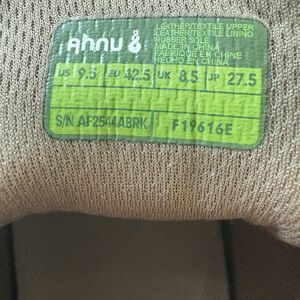 Ahnu
LEATHER/TEXTILE UPPER
LEATHER/TEXTILE LINING
RUBBER SOLE
MADE IN CHINA
FABRIQUE EN CHINE
HECHO EN CHINA
US 9.5 EU 42.5 UK 8.5 JP 27.5
S/N AF2544ABRK F19616E